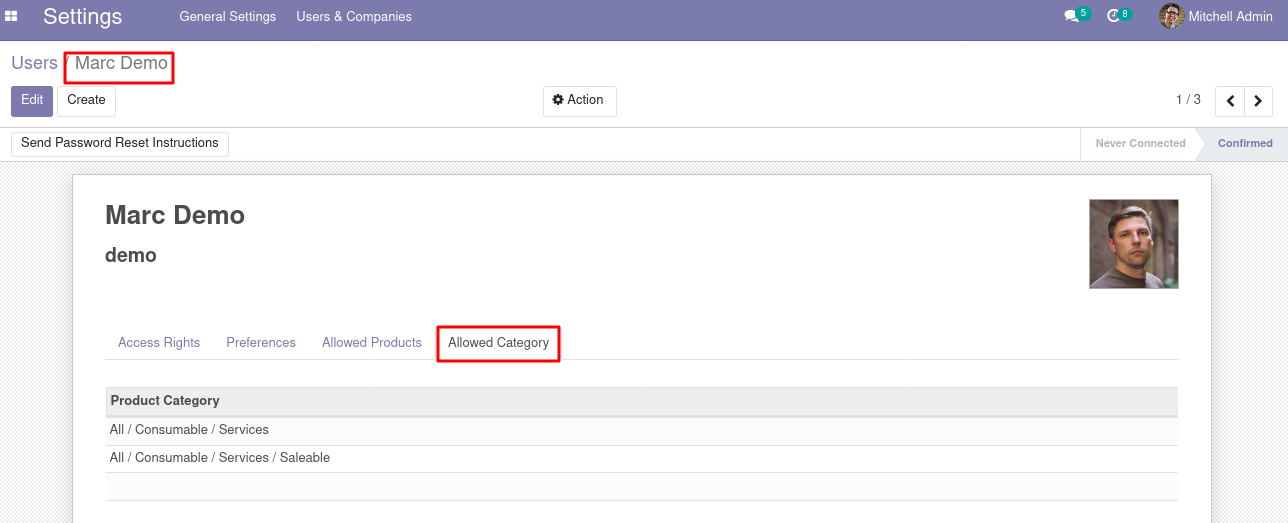 Settings General Settings Users & Companies 5 8 Mitchell Admin
Users / Marc Demo
Edit Create Action 1 / 3
Send Password Reset Instructions Never Connected Confirmed
Marc Demo
demo
Access Rights Preferences Allowed Products Allowed Category
Product Category
All / Consumable / Services
All / Consumable / Services / Saleable